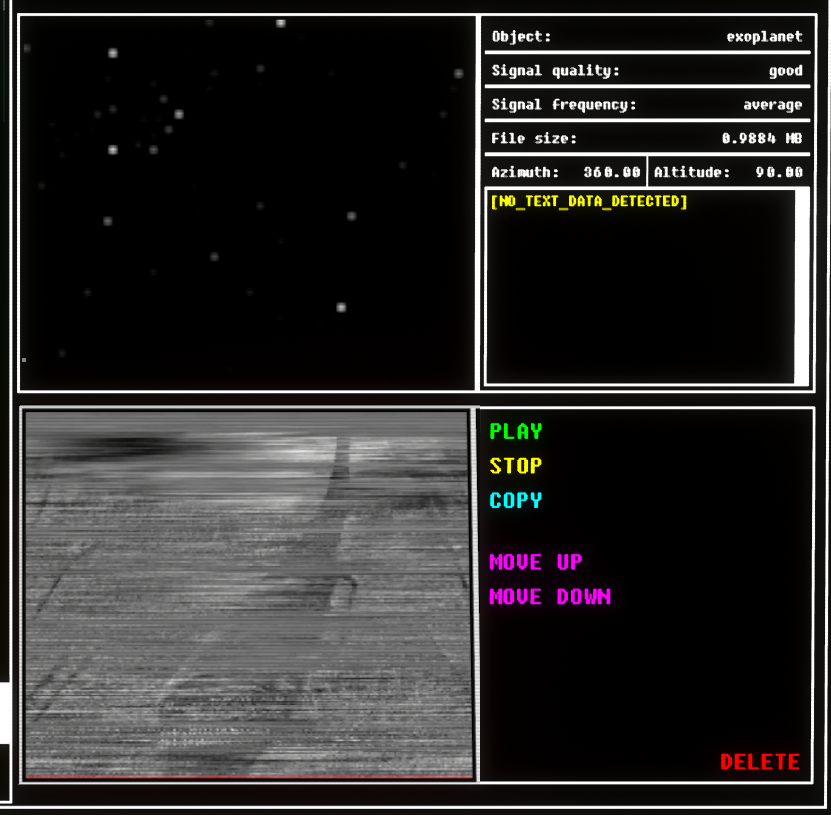 Object: exoplanet
Signal quality: good
Signal frequency: average
File size: 0.9884 MB
Azimuth: 360.00 Altitude: 90.00
[NO_TEXT_DATA_DETECTED]
PLAY
STOP
COPY
MOVE UP
MOVE DOWN
DELETE